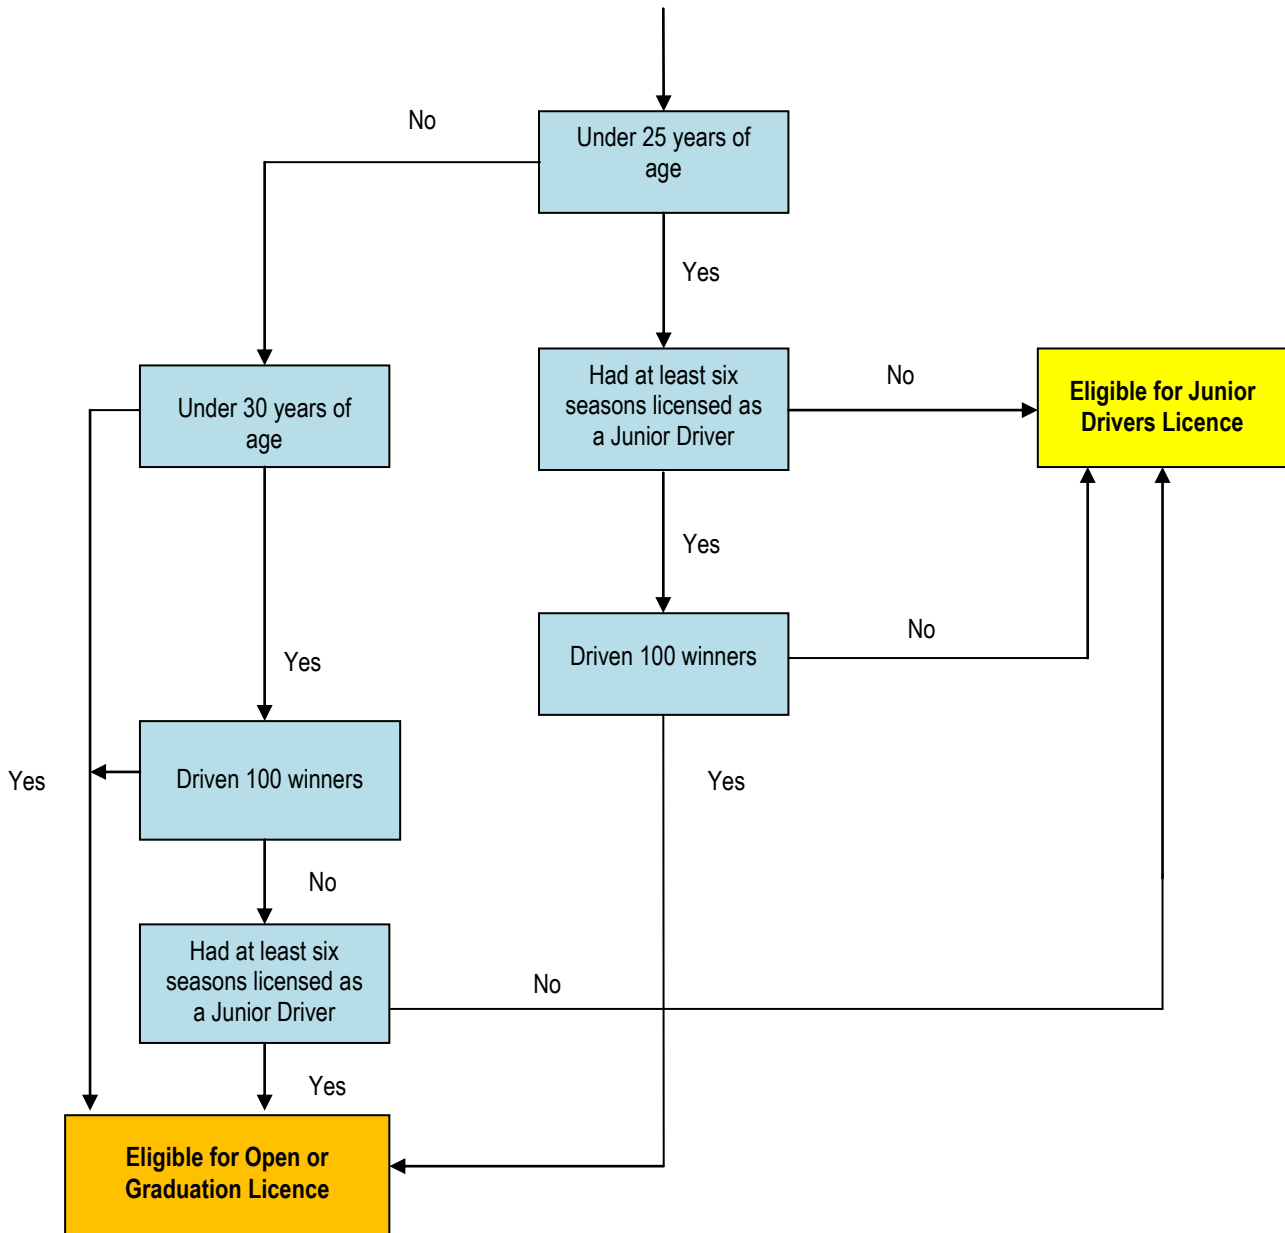 No
Under 25 years of
age
Yes
Under 30 years of
age
Had at least six
seasons licensed as
a Junior Driver
No
Eligible for Junior
Drivers Licence
Yes
Driven 100 winners
No
Yes
Driven 100 winners
Yes
Yes
No
Had at least six
seasons licensed as
a Junior Driver
No
Yes
Eligible for Open or
Graduation Licence